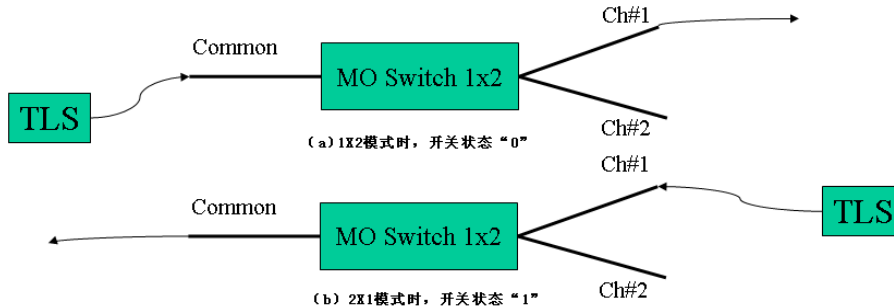 Ch#1
Common
MO Switch 1x2
TLS
Ch#2
(a)1X2模式时，开关状态“0”
Ch#1
Common
TLS
MO Switch 1x2
Ch#2
(b) 2X1模式时，开关状态“1”